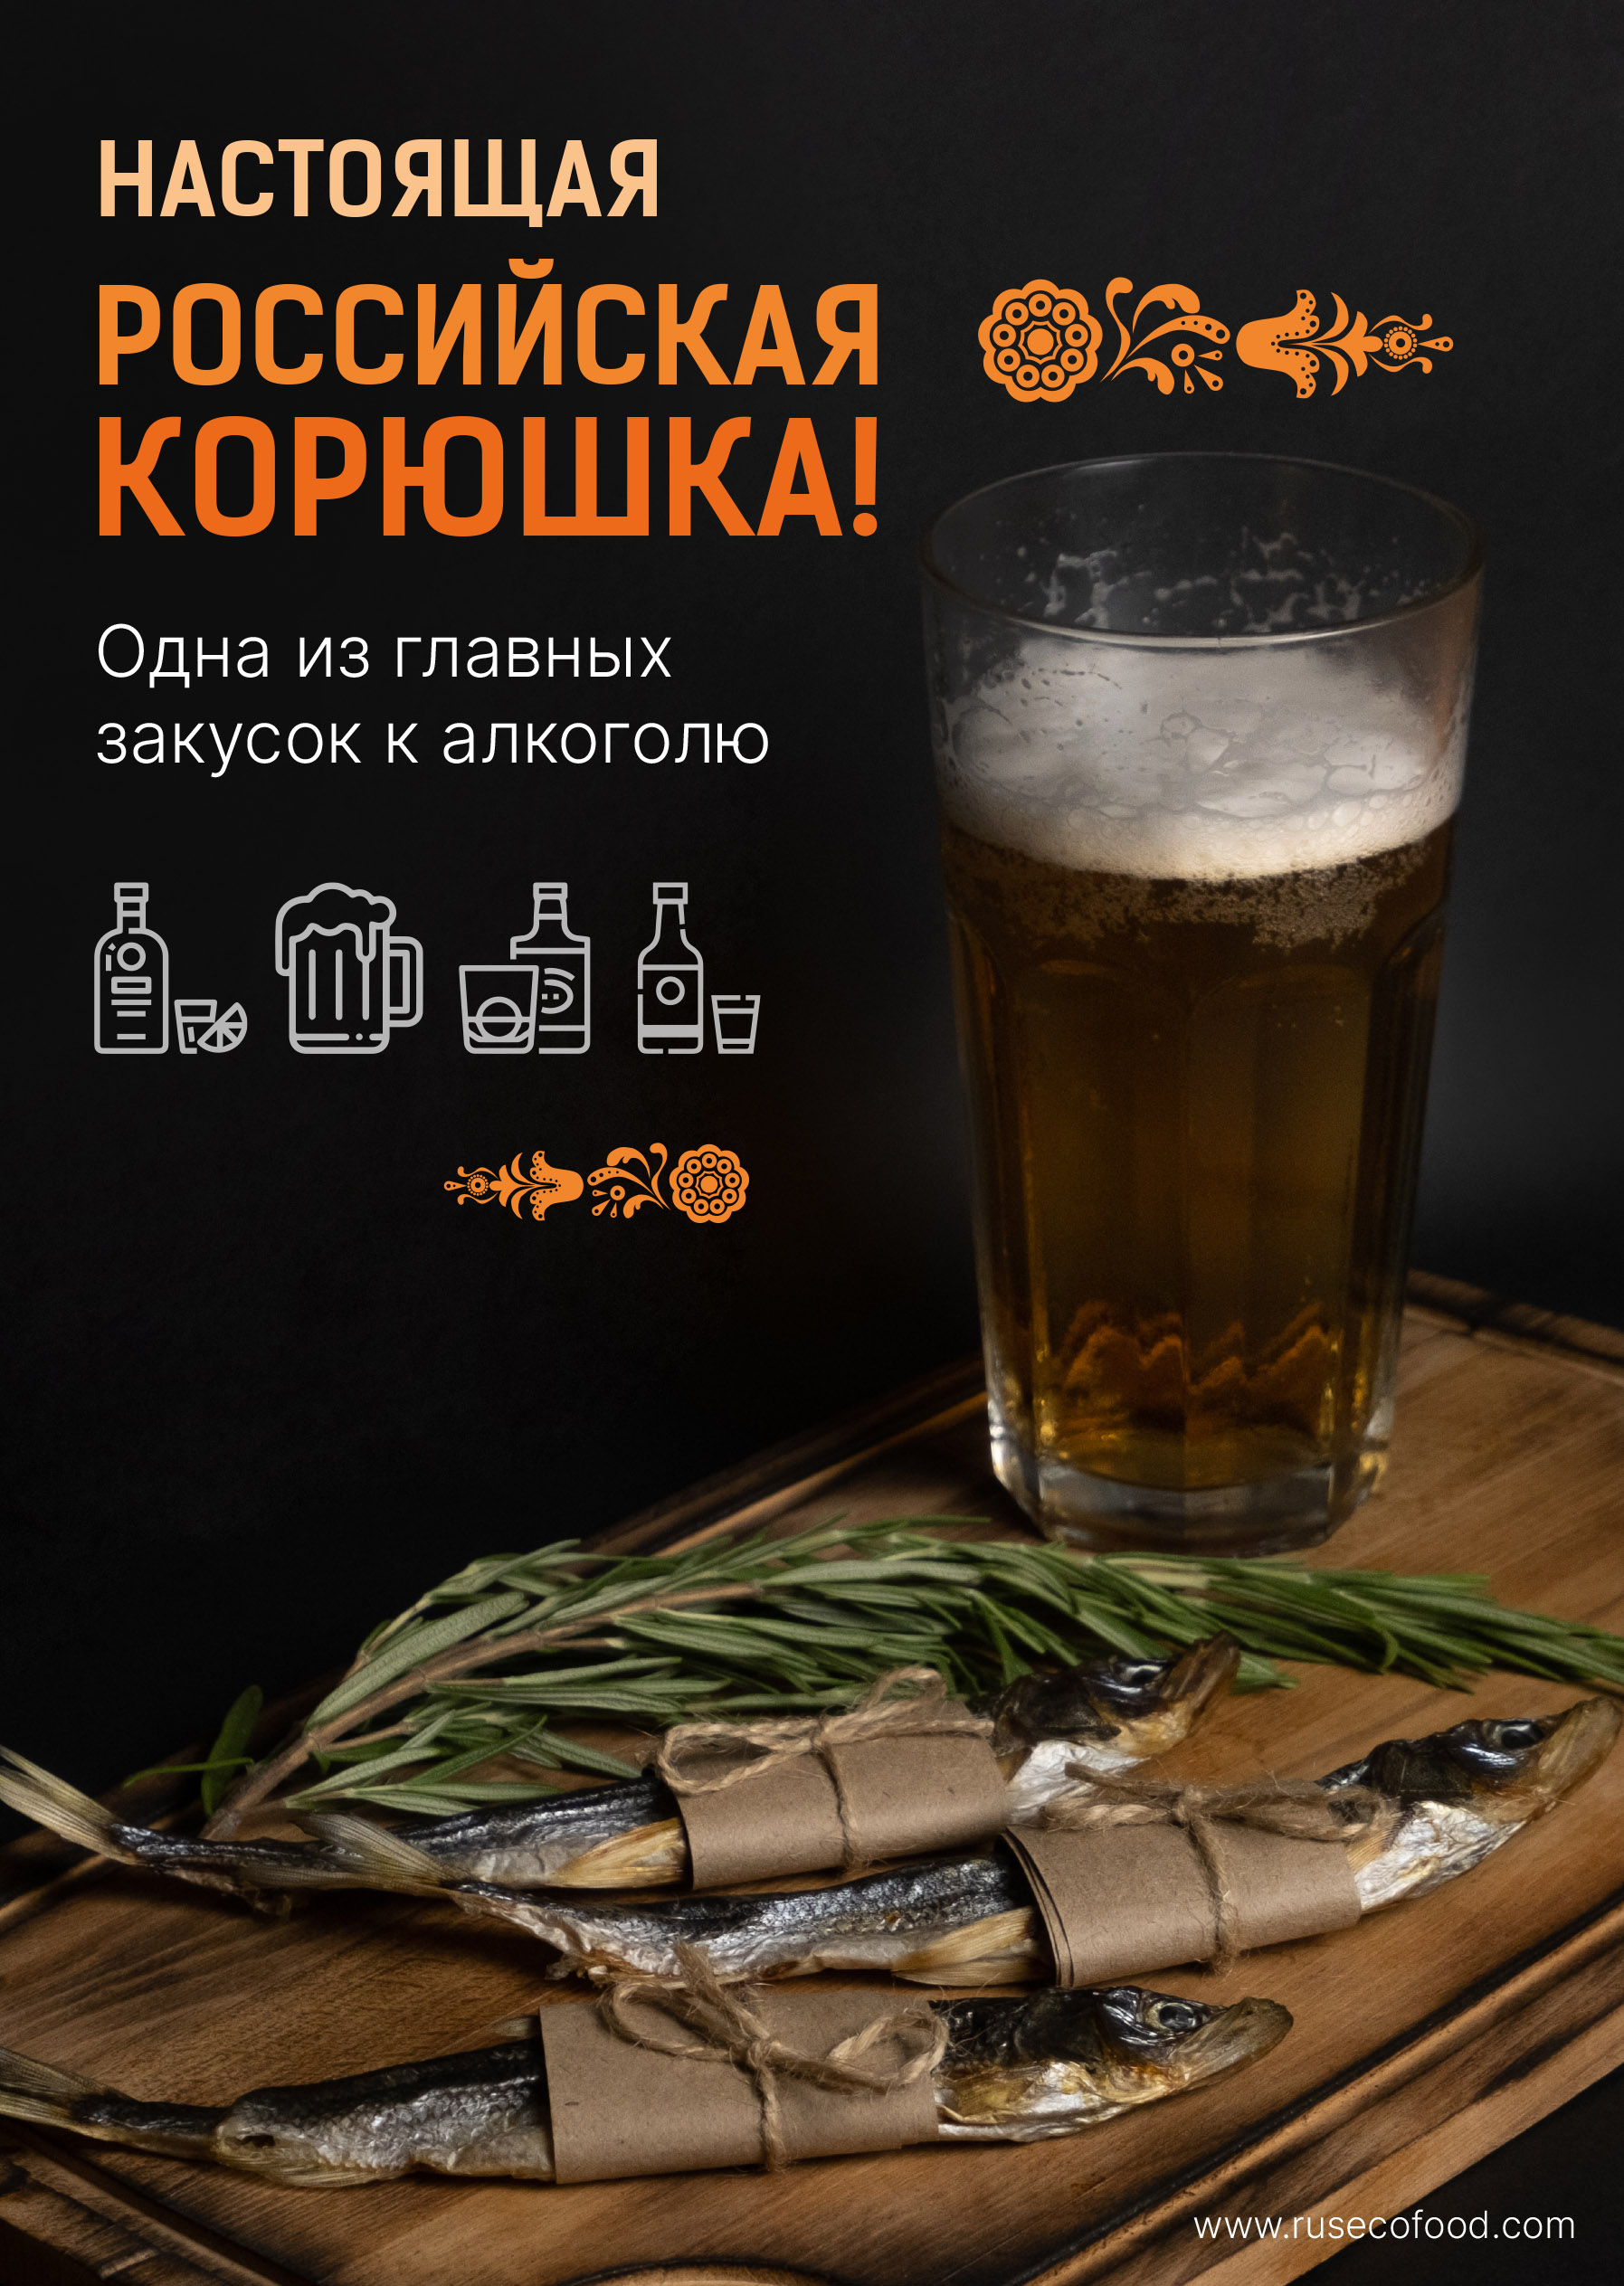 НАСТОЯЩАЯ
РОССИЙСКАЯ
КОРЮШКА!
Одна из главных
закусок к алкоголю
www.rusecofood.com